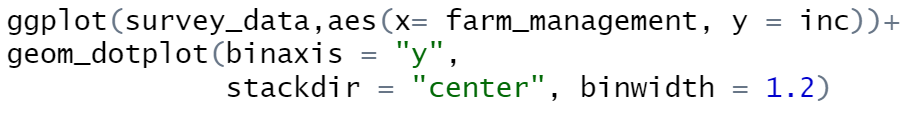 ggplot(survey_data,aes(x= farm_management, y = inc))+
geom_dotplot(binaxis = "y",
stackdir = "center", binwidth = 1.2)